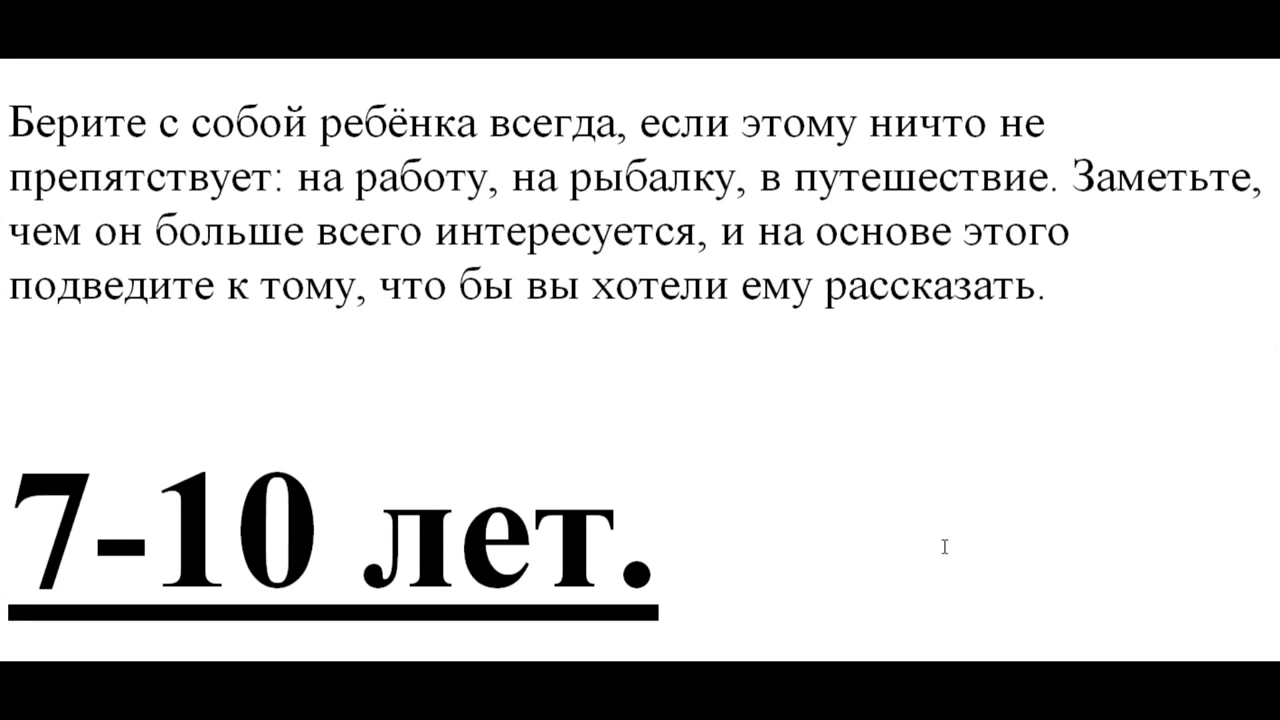 Берите с собой ребёнка всегда, если этому ничто не
препятствует: на работу, на рыбалку, в путешествие. Заметьте,
чем он больше всего интересуется, и на основе этого
подведите к тому, что бы вы хотели ему рассказать.
7-10 лет.